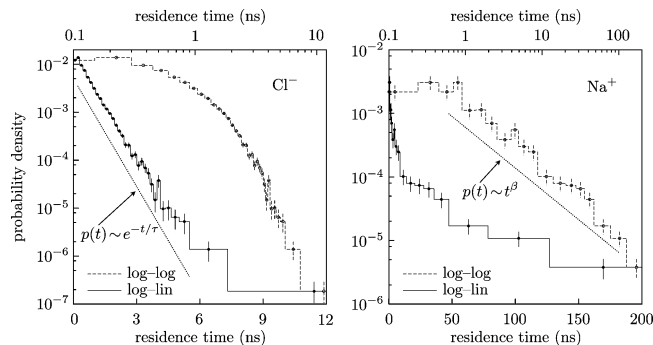 residence time (ns)
0.1 1 10
10⁻² 10⁻³ 10⁻⁴ 10⁻⁵ 10⁻⁶ 10⁻⁷
probability density
Cl⁻
p(t)∼e^{-t/τ}
log–log
log–lin
0 3 6 9 12
residence time (ns)
residence time (ns)
0.1 1 10 100
10⁻² 10⁻³ 10⁻⁴ 10⁻⁵ 10⁻⁶
Na⁺
p(t)∼t^β
log–log
log–lin
0 50 100 150 200
residence time (ns)